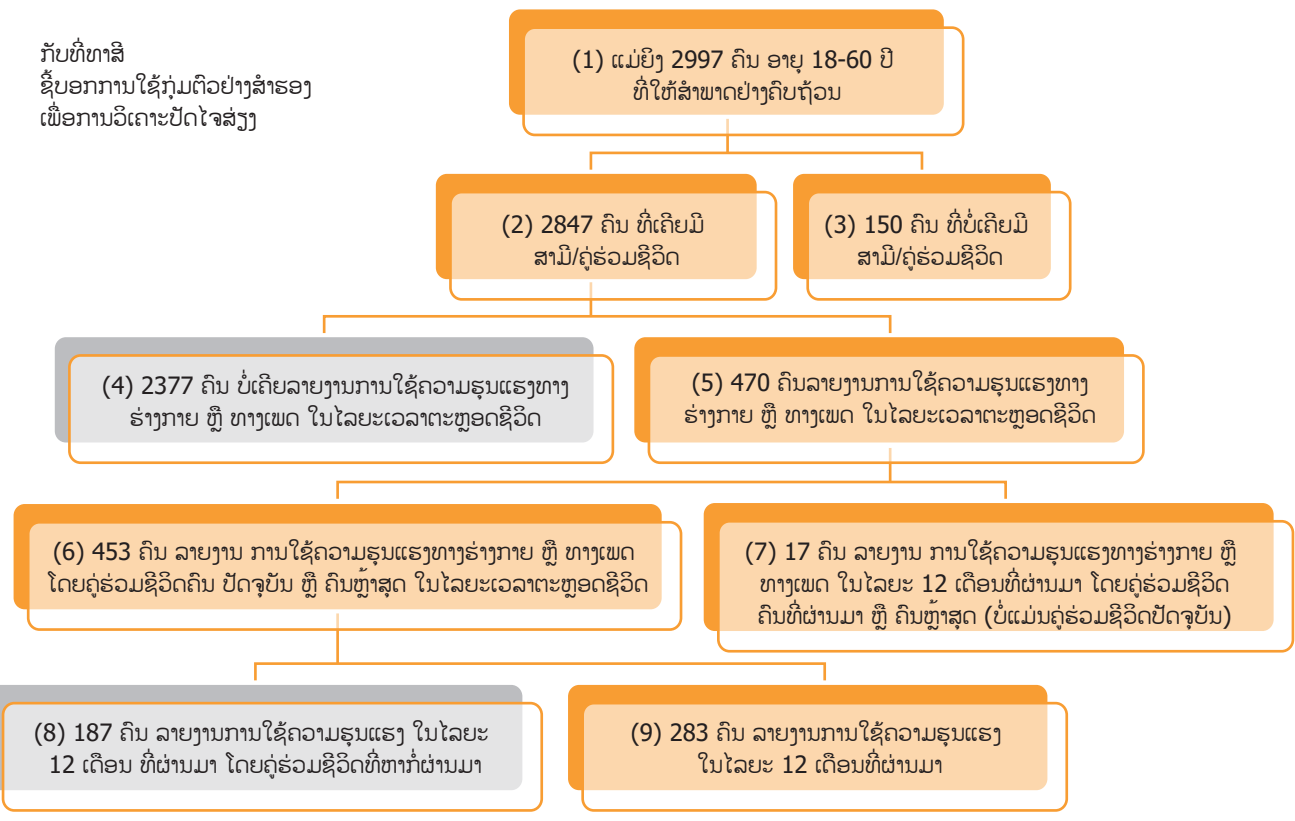 ກັບທີ່ທາສີ
ຊີ້ບອກການໃຊ້ກຸ່ມຕົວຢ່າງສຳຮອງ
ເພື່ອການວິເຄາະປັດໄຈສ່ຽງ
(1) ແມ່ຍິງ 2997 ຄົນ ອາຍຸ 18-60 ປີ
ທີ່ໃຫ້ສຳພາດຢ່າງຄົບຖ້ວນ
(2) 2847 ຄົນ ທີ່ເຄີຍມີ
ສາມີ/ຄູ່ຮ່ວມຊີວິດ
(3) 150 ຄົນ ທີ່ບໍ່ເຄີຍມີ
ສາມີ/ຄູ່ຮ່ວມຊີວິດ
(4) 2377 ຄົນ ບໍ່ເຄີຍລາຍງານການໃຊ້ຄວາມຮຸນແຮງທາງ
ຮ່າງກາຍ ຫຼື ທາງເພດ ໃນໄລຍະເວລາຕະຫຼອດຊີວິດ
(5) 470 ຄົນລາຍງານການໃຊ້ຄວາມຮຸນແຮງທາງ
ຮ່າງກາຍ ຫຼື ທາງເພດ ໃນໄລຍະເວລາຕະຫຼອດຊີວິດ
(6) 453 ຄົນ ລາຍງານ ການໃຊ້ຄວາມຮຸນແຮງທາງຮ່າງກາຍ ຫຼື ທາງເພດ
ໂດຍຄູ່ຮ່ວມຊີວິດຄົນ ປັດຈຸບັນ ຫຼື ຄົນຫຼ້າສຸດ ໃນໄລຍະເວລາຕະຫຼອດຊີວິດ
(7) 17 ຄົນ ລາຍງານ ການໃຊ້ຄວາມຮຸນແຮງທາງຮ່າງກາຍ ຫຼື
ທາງເພດ ໃນໄລຍະ 12 ເດືອນທີ່ຜ່ານມາ ໂດຍຄູ່ຮ່ວມຊີວິດ
ຄົນທີ່ຜ່ານມາ ຫຼື ຄົນຫຼ້າສຸດ (ບໍ່ແມ່ນຄູ່ຮ່ວມຊີວິດປັດຈຸບັນ)
(8) 187 ຄົນ ລາຍງານການໃຊ້ຄວາມຮຸນແຮງ ໃນໄລຍະ
12 ເດືອນ ທີ່ຜ່ານມາ ໂດຍຄູ່ຮ່ວມຊີວິດທີ່ຫາກໍ່ຜ່ານມາ
(9) 283 ຄົນ ລາຍງານການໃຊ້ຄວາມຮຸນແຮງ
ໃນໄລຍະ 12 ເດືອນທີ່ຜ່ານມາ